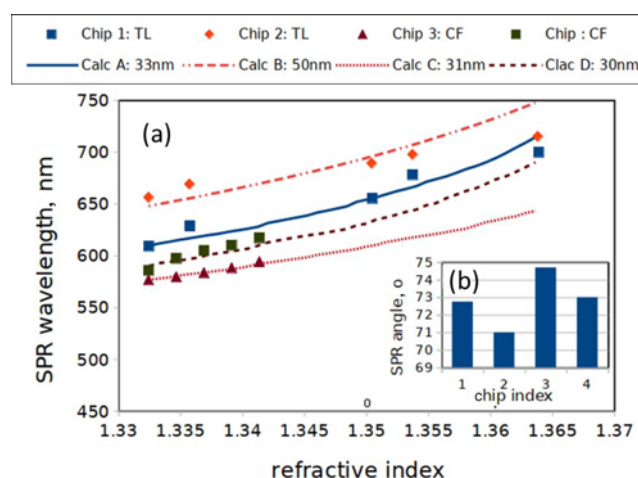 Chip 1: TL Chip 2: TL Chip 3: CF Chip : CF
Calc A: 33nm Calc B: 50nm Calc C: 31nm Clac D: 30nm
750
(a)
700
650
600
550
500
450
SPR wavelength, nm
75
(b)
74
73
72
71
70
69
SPR angle, o
1 2 3 4
chip index
o
1.33 1.335 1.34 1.345 1.35 1.355 1.36 1.365 1.37
refractive index